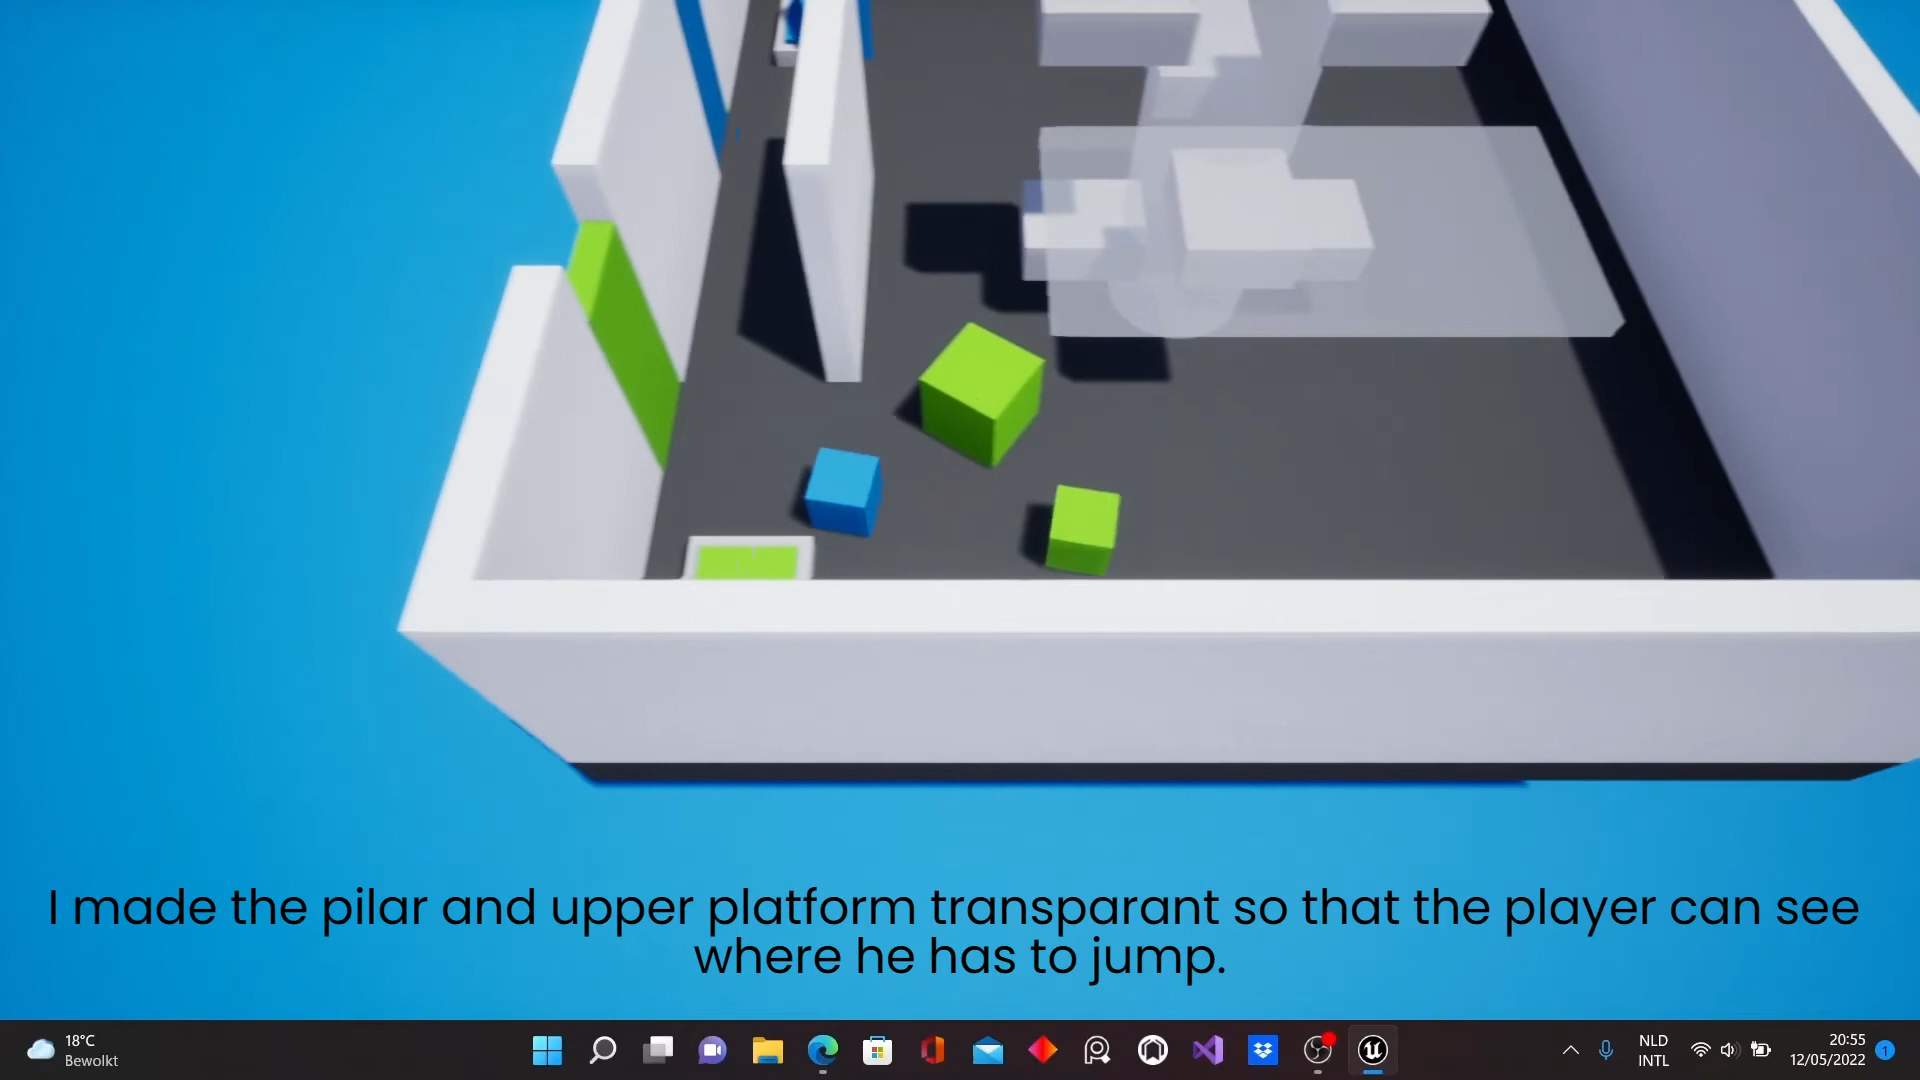 I made the pilar and upper platform transparant so that the player can see
where he has to jump.
18°C
Bewolkt
NLD
INTL
20:55
12/05/2022
1